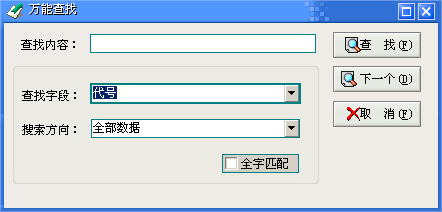 万能查找
查找内容：
查　找(F)
查找字段：
代号
下一个(D)
搜索方向：
全部数据
取　消(F)
全字匹配